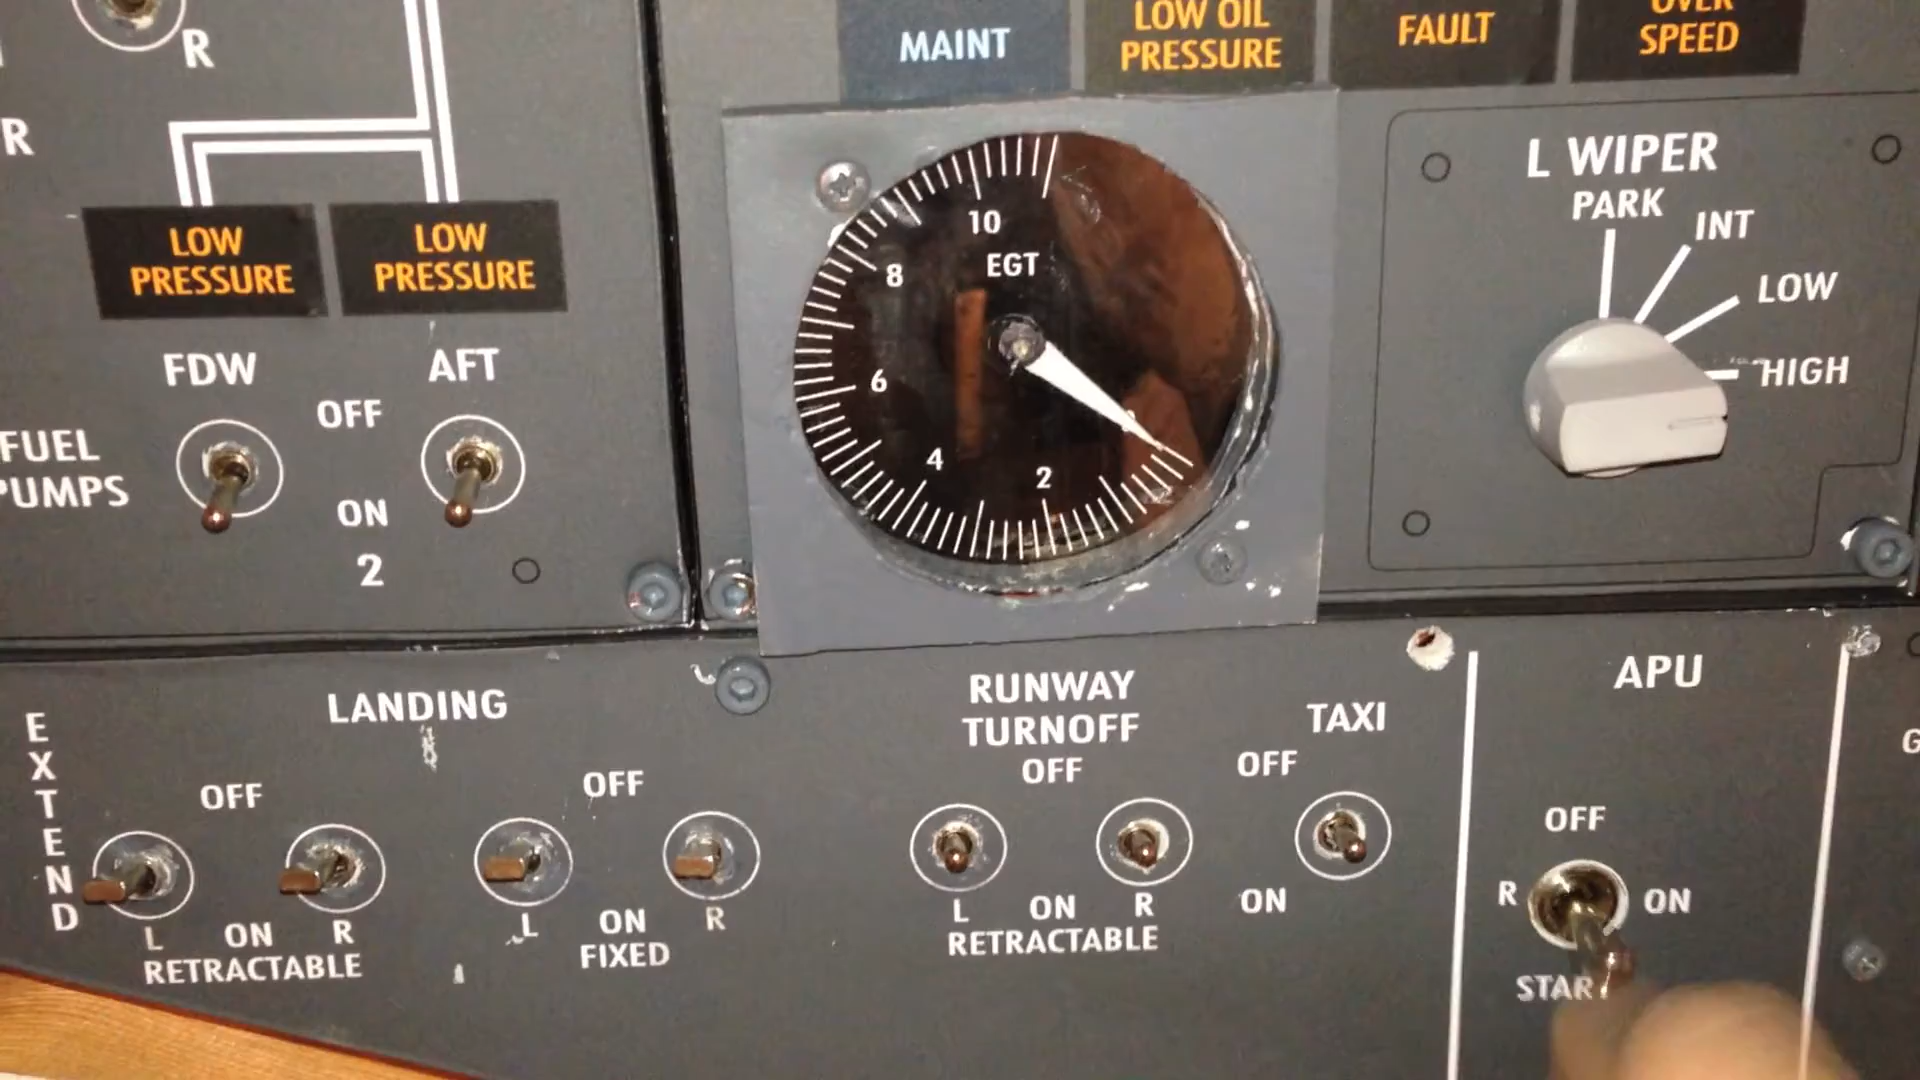 R
R
LOW
PRESSURE
LOW
PRESSURE
FDW
AFT
OFF
FUEL
PUMPS
ON
2
MAINT
LOW OIL
PRESSURE
FAULT
OVER
SPEED
10
EGT
8
6
4
2
L WIPER
PARK
INT
LOW
HIGH
EXTEND
LANDING
OFF
OFF
L
ON
R
RETRACTABLE
L
ON
R
FIXED
RUNWAY
TURNOFF
OFF
L
ON
R
RETRACTABLE
TAXI
OFF
ON
APU
OFF
R
ON
START
G